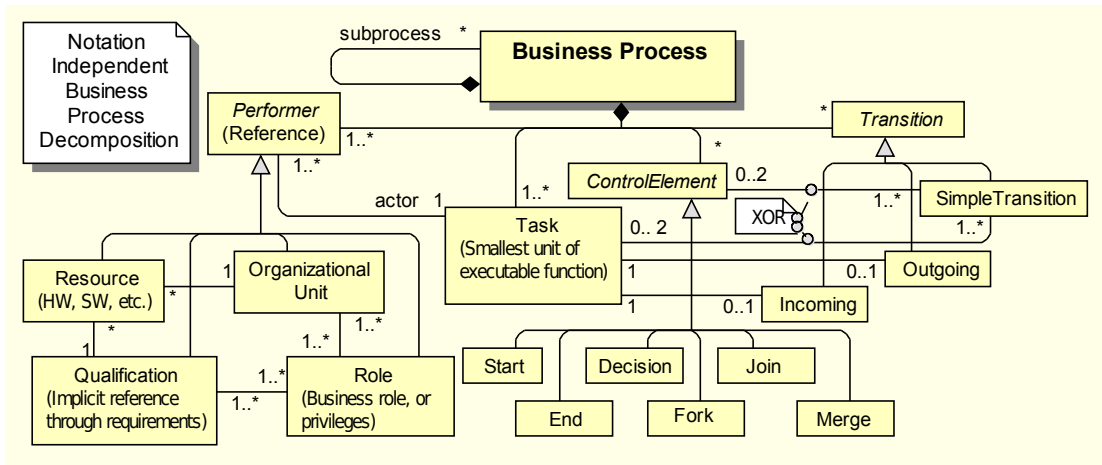 Notation
Independent
Business
Process
Decomposition
subprocess *
Business Process
Performer
(Reference)
1..*
1..*
*
Transition
*
1..*
ControlElement
0..2
1..*
SimpleTransition
1..*
XOR
actor 1
Task
(Smallest unit of
executable function)
0.. 2
1
0..1
Outgoing
1
0..1
Incoming
Resource
(HW, SW, etc.)
1
*
Organizational
Unit
*
1
1..*
1..*
Qualification
(Implicit reference
through requirements)
1..*
1..*
Role
(Business role, or
privileges)
Start
Decision
Join
End
Fork
Merge